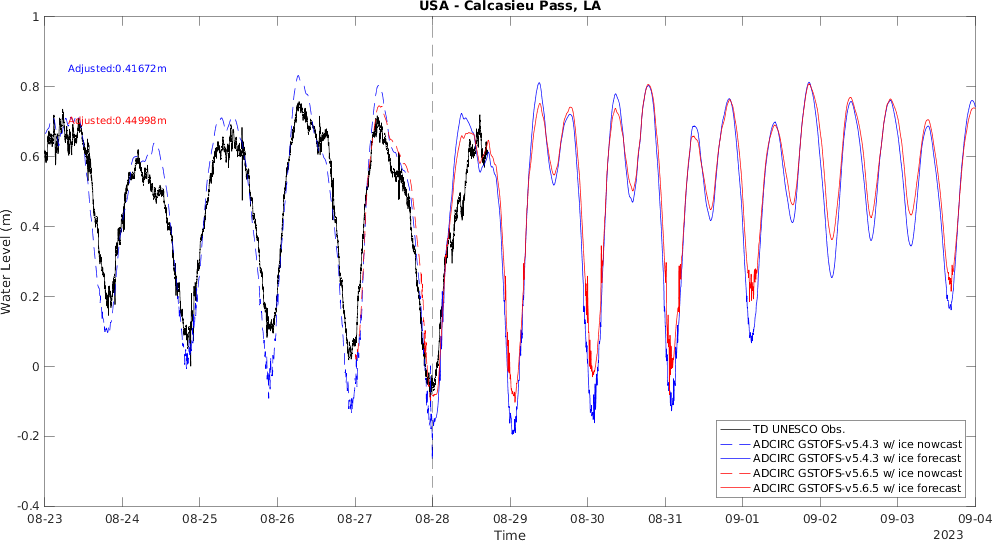 USA - Calcasieu Pass, LA
1
0.8
0.6
0.4
0.2
0
-0.2
-0.4
Water Level (m)
Adjusted:0.41672m
Adjusted:0.44998m
TD UNESCO Obs.
ADCIRC GSTOFS-v5.4.3 w/ ice nowcast
ADCIRC GSTOFS-v5.4.3 w/ ice forecast
ADCIRC GSTOFS-v5.6.5 w/ ice nowcast
ADCIRC GSTOFS-v5.6.5 w/ ice forecast
08-23 08-24 08-25 08-26 08-27 08-28 08-29 08-30 08-31 09-01 09-02 09-03 09-04
Time
2023